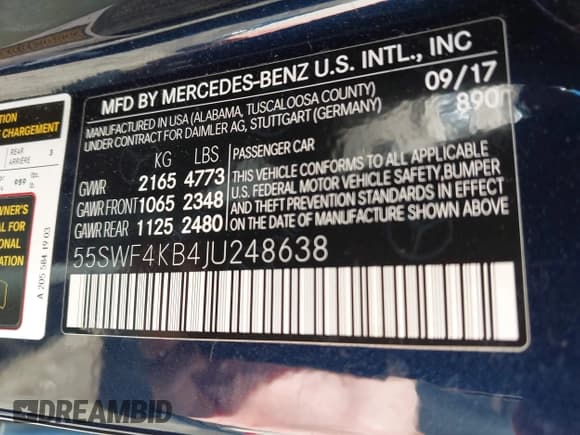 MFD BY MERCEDES-BENZ U.S. INTL., INC
MANUFACTURED IN USA (ALABAMA, TUSCALOOSA COUNTY) 09/17
UNDER CONTRACT FOR DAIMLER AG, STUTTGART (GERMANY) 890
KG LBS PASSENGER CAR
GVWR 2165 4773
GAWR FRONT 1065 2348
GAWR REAR 1125 2480
THIS VEHICLE CONFORMS TO ALL APPLICABLE
U.S. FEDERAL MOTOR VEHICLE SAFETY, BUMPER
AND THEFT PREVENTION STANDARDS IN EFFECT
ON THE DATE OF MANUFACTURE SHOWN ABOVE
55SWF4KB4JU248638
CHARGEMENT
REAR
ARRIERE 3
A 205 584 19 03
DREAMBID